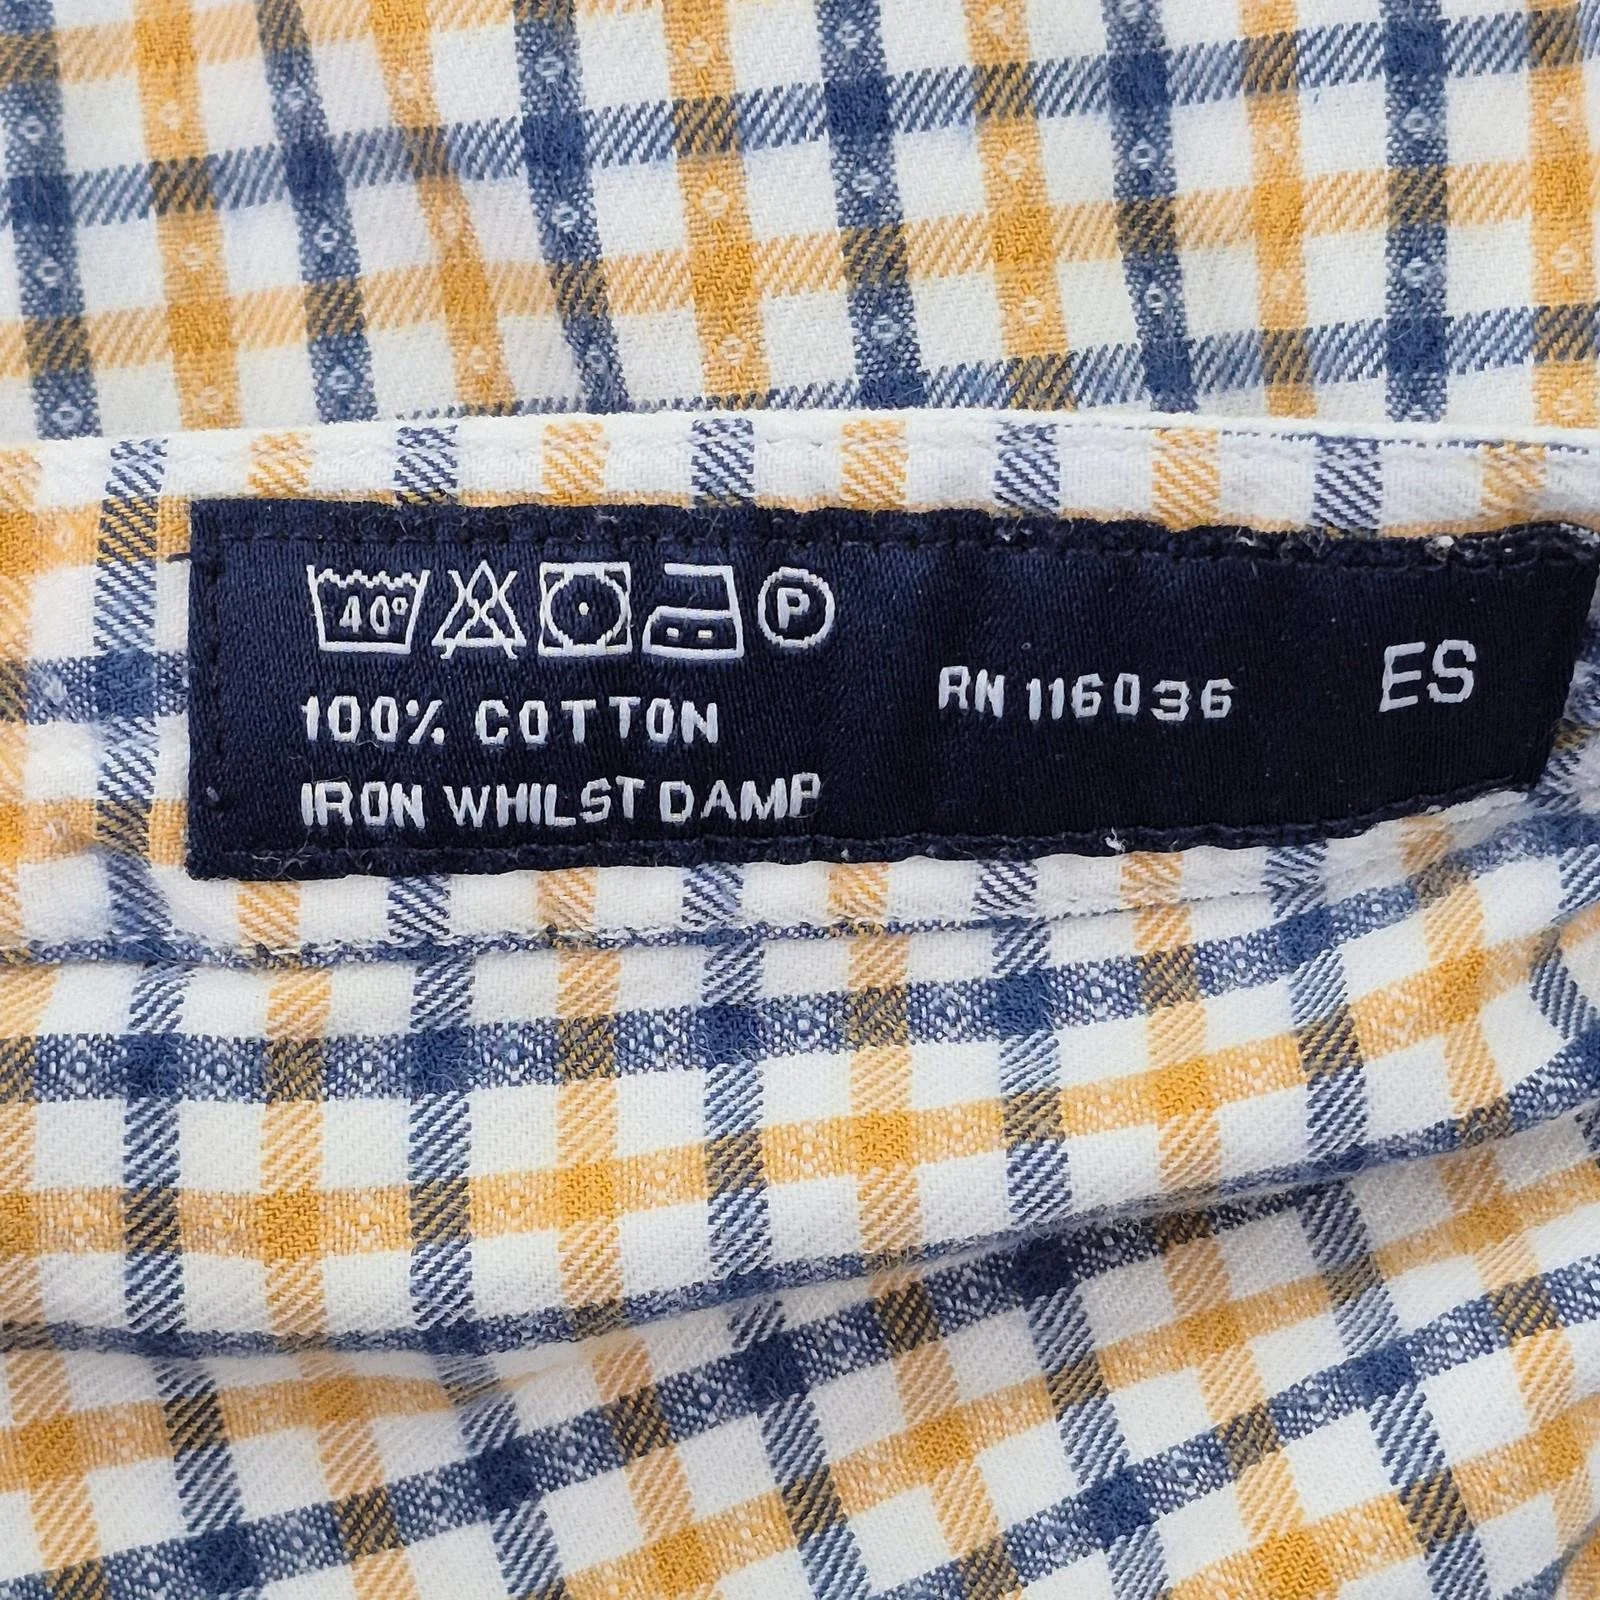 40°
P
100% COTTON
IRON WHILST DAMP
RN 116036
ES